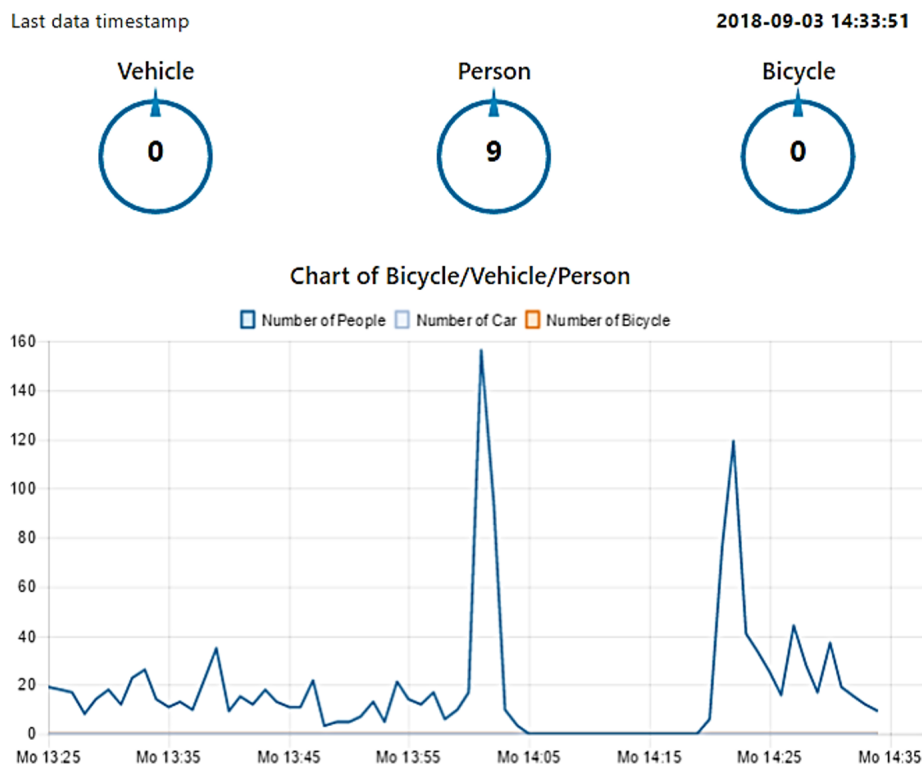 Last data timestamp 2018-09-03 14:33:51
Vehicle Person Bicycle
0 9 0
Chart of Bicycle/Vehicle/Person
Number of People Number of Car Number of Bicycle
160
140
120
100
80
60
40
20
0
Mo 13:25 Mo 13:35 Mo 13:45 Mo 13:55 Mo 14:05 Mo 14:15 Mo 14:25 Mo 14:35